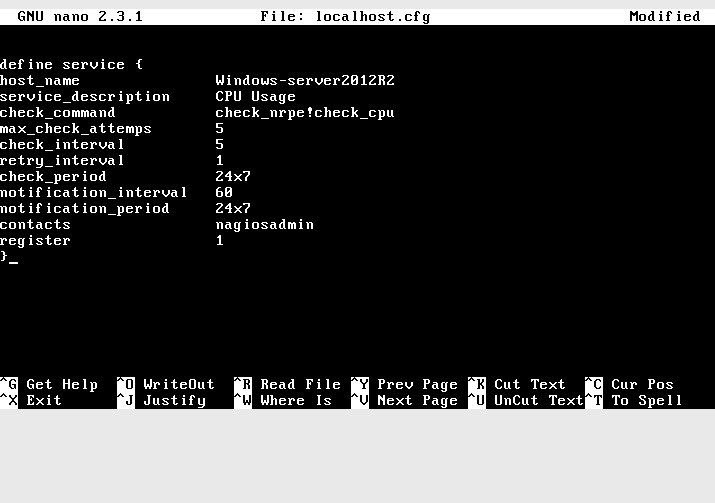 GNU nano 2.3.1 File: localhost.cfg Modified
define service {
host_name Windows-server2012R2
service_description CPU Usage
check_command check_nrpe!check_cpu
max_check_attemps 5
check_interval 5
retry_interval 1
check_period 24x7
notification_interval 60
notification_period 24x7
contacts nagiosadmin
register 1
}_
^G Get Help ^O WriteOut ^R Read File ^Y Prev Page ^K Cut Text ^C Cur Pos
^X Exit ^J Justify ^W Where Is ^V Next Page ^U UnCut Text ^T To Spell